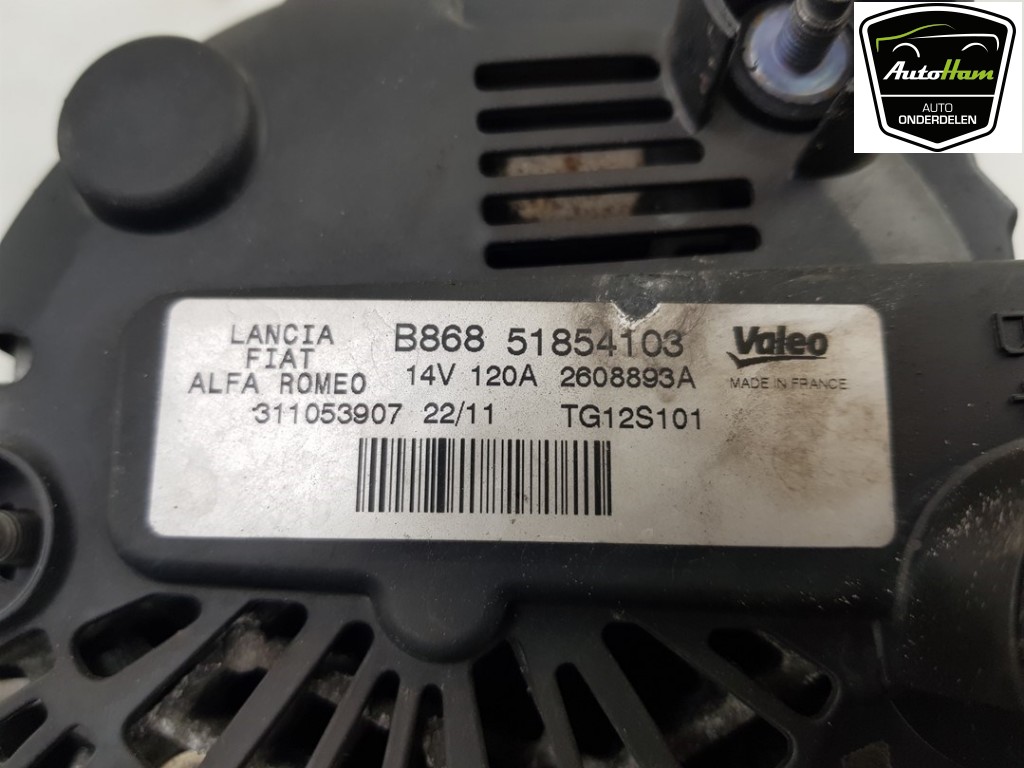 AutoHam
AUTO
ONDERDELEN
LANCIA
FIAT
ALFA ROMEO
B868 51854103
14V 120A 2608893A
311053907 22/11 TG12S101
Valeo
MADE IN FRANCE